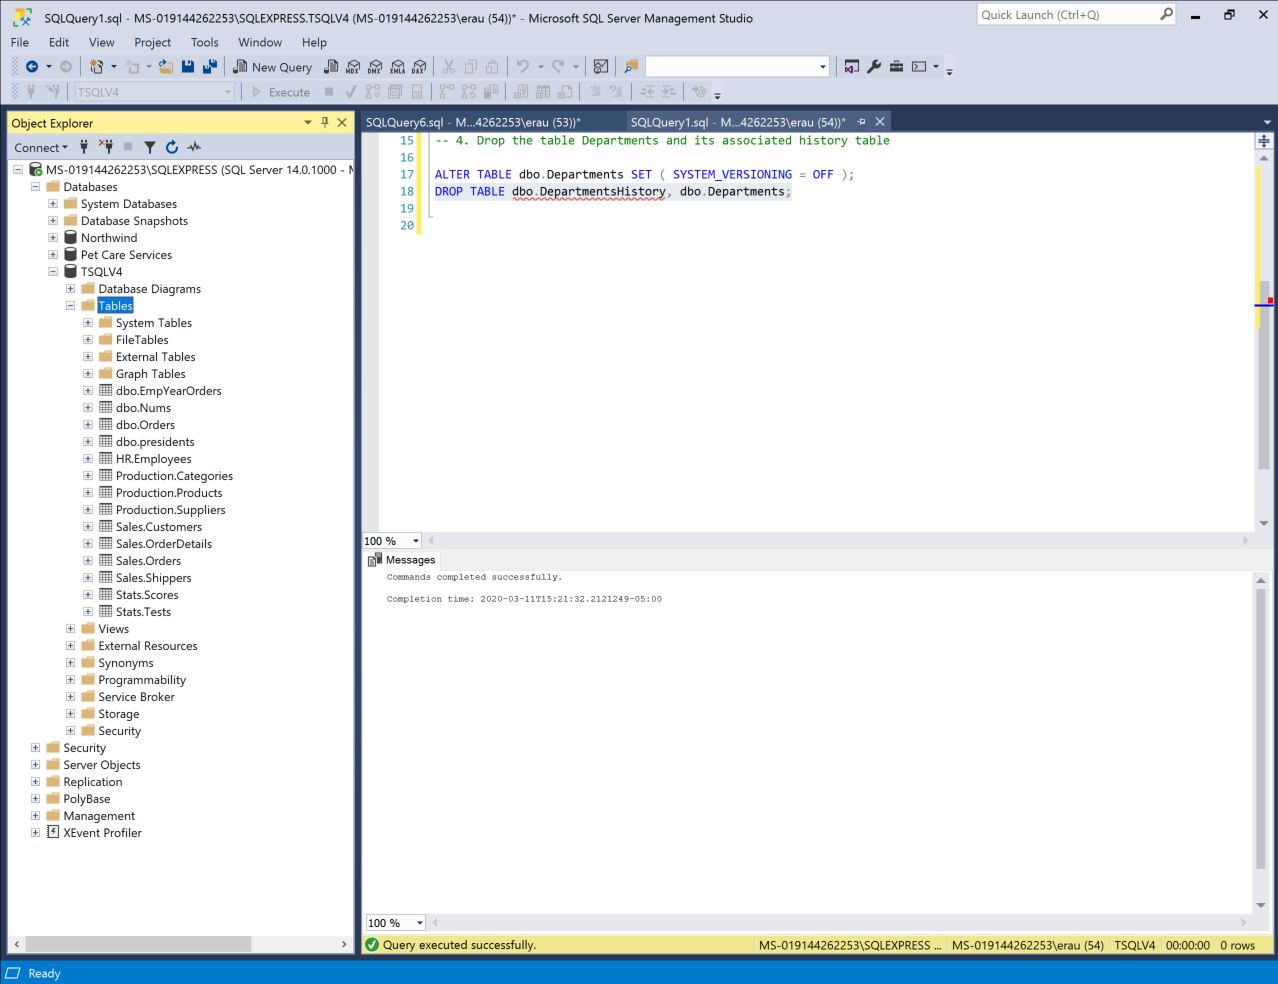 SQLQuery1.sql - MS-019144262253\SQLEXPRESS.TSQLV4 (MS-019144262253\erau (54))* - Microsoft SQL Server Management Studio
Quick Launch (Ctrl+Q)
File Edit View Project Tools Window Help
New Query MDX DMX XMLA DAX
TSQLV4 Execute
Object Explorer
Connect
MS-019144262253\SQLEXPRESS (SQL Server 14.0.1000 - M
Databases
System Databases
Database Snapshots
Northwind
Pet Care Services
TSQLV4
Database Diagrams
Tables
System Tables
FileTables
External Tables
Graph Tables
dbo.EmpYearOrders
dbo.Nums
dbo.Orders
dbo.presidents
HR.Employees
Production.Categories
Production.Products
Production.Suppliers
Sales.Customers
Sales.OrderDetails
Sales.Orders
Sales.Shippers
Stats.Scores
Stats.Tests
Views
External Resources
Synonyms
Programmability
Service Broker
Storage
Security
Security
Server Objects
Replication
PolyBase
Management
XEvent Profiler
SQLQuery6.sql - M...4262253\erau (53))* SQLQuery1.sql - M...4262253\erau (54))*
15 -- 4. Drop the table Departments and its associated history table
16
17 ALTER TABLE dbo.Departments SET ( SYSTEM_VERSIONING = OFF );
18 DROP TABLE dbo.DepartmentsHistory, dbo.Departments;
19
20
100 %
Messages
Commands completed successfully.
Completion time: 2020-03-11T15:21:32.2121249-05:00
100 %
Query executed successfully. MS-019144262253\SQLEXPRESS ... MS-019144262253\erau (54) TSQLV4 00:00:00 0 rows
Ready